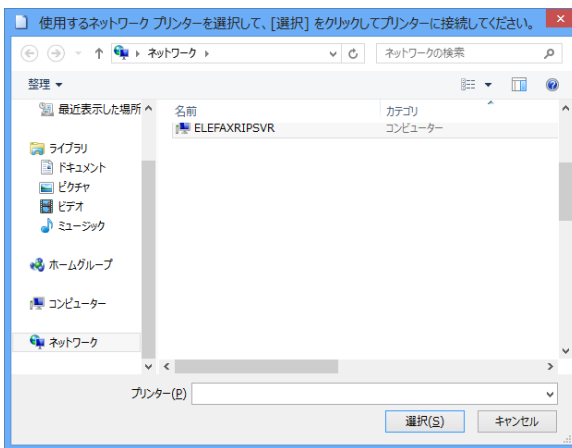 使用するネットワーク プリンターを選択して、[選択] をクリックしてプリンターに接続してください。
ネットワーク
ネットワークの検索
整理
最近表示した場所
ライブラリ
ドキュメント
ピクチャ
ビデオ
ミュージック
ホームグループ
コンピューター
ネットワーク
名前 カテゴリ
ELEFAXRIPSVR コンピューター
プリンター(P)
選択(S) キャンセル